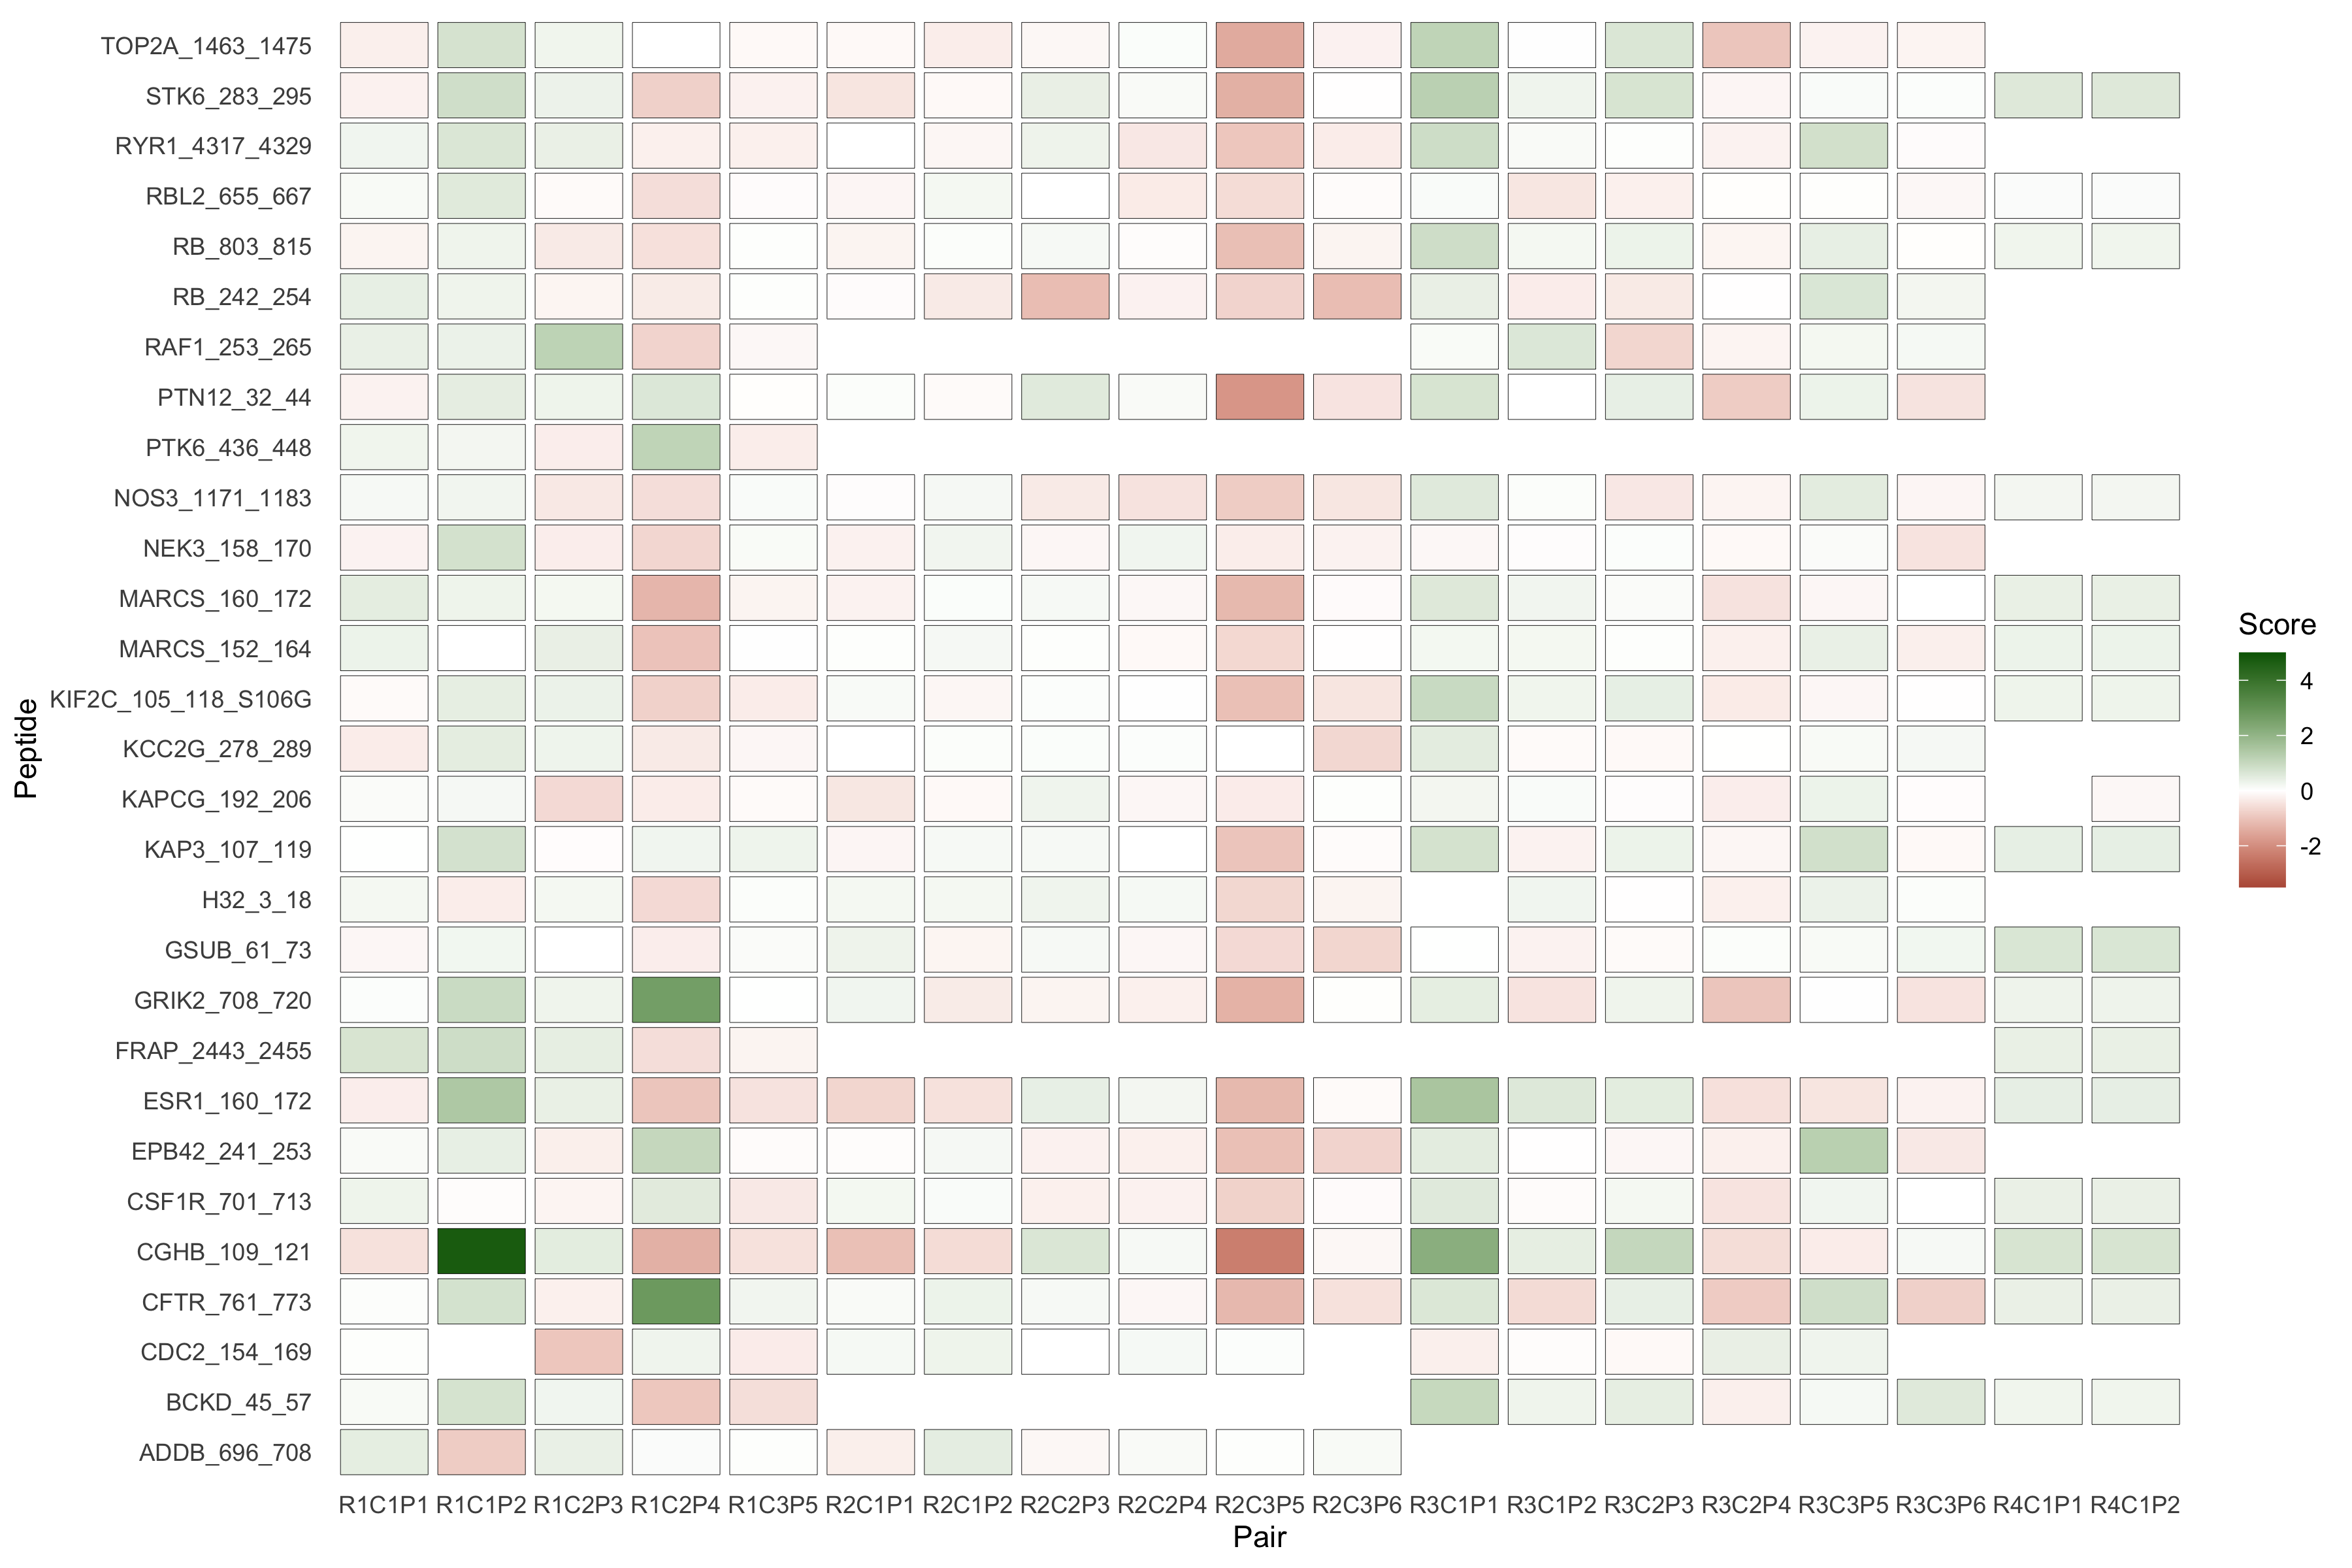 TOP2A_1463_1475
STK6_283_295
RYR1_4317_4329
RBL2_655_667
RB_803_815
RB_242_254
RAF1_253_265
PTN12_32_44
PTK6_436_448
NOS3_1171_1183
NEK3_158_170
MARCS_160_172
MARCS_152_164
KIF2C_105_118_S106G
KCC2G_278_289
KAPCG_192_206
KAP3_107_119
H32_3_18
GSUB_61_73
GRIK2_708_720
FRAP_2443_2455
ESR1_160_172
EPB42_241_253
CSF1R_701_713
CGHB_109_121
CFTR_761_773
CDC2_154_169
BCKD_45_57
ADDB_696_708
Peptide
R1C1P1 R1C1P2 R1C2P3 R1C2P4 R1C3P5 R2C1P1 R2C1P2 R2C2P3 R2C2P4 R2C3P5 R2C3P6 R3C1P1 R3C1P2 R3C2P3 R3C2P4 R3C3P5 R3C3P6 R4C1P1 R4C1P2
Pair
Score
4
2
0
-2